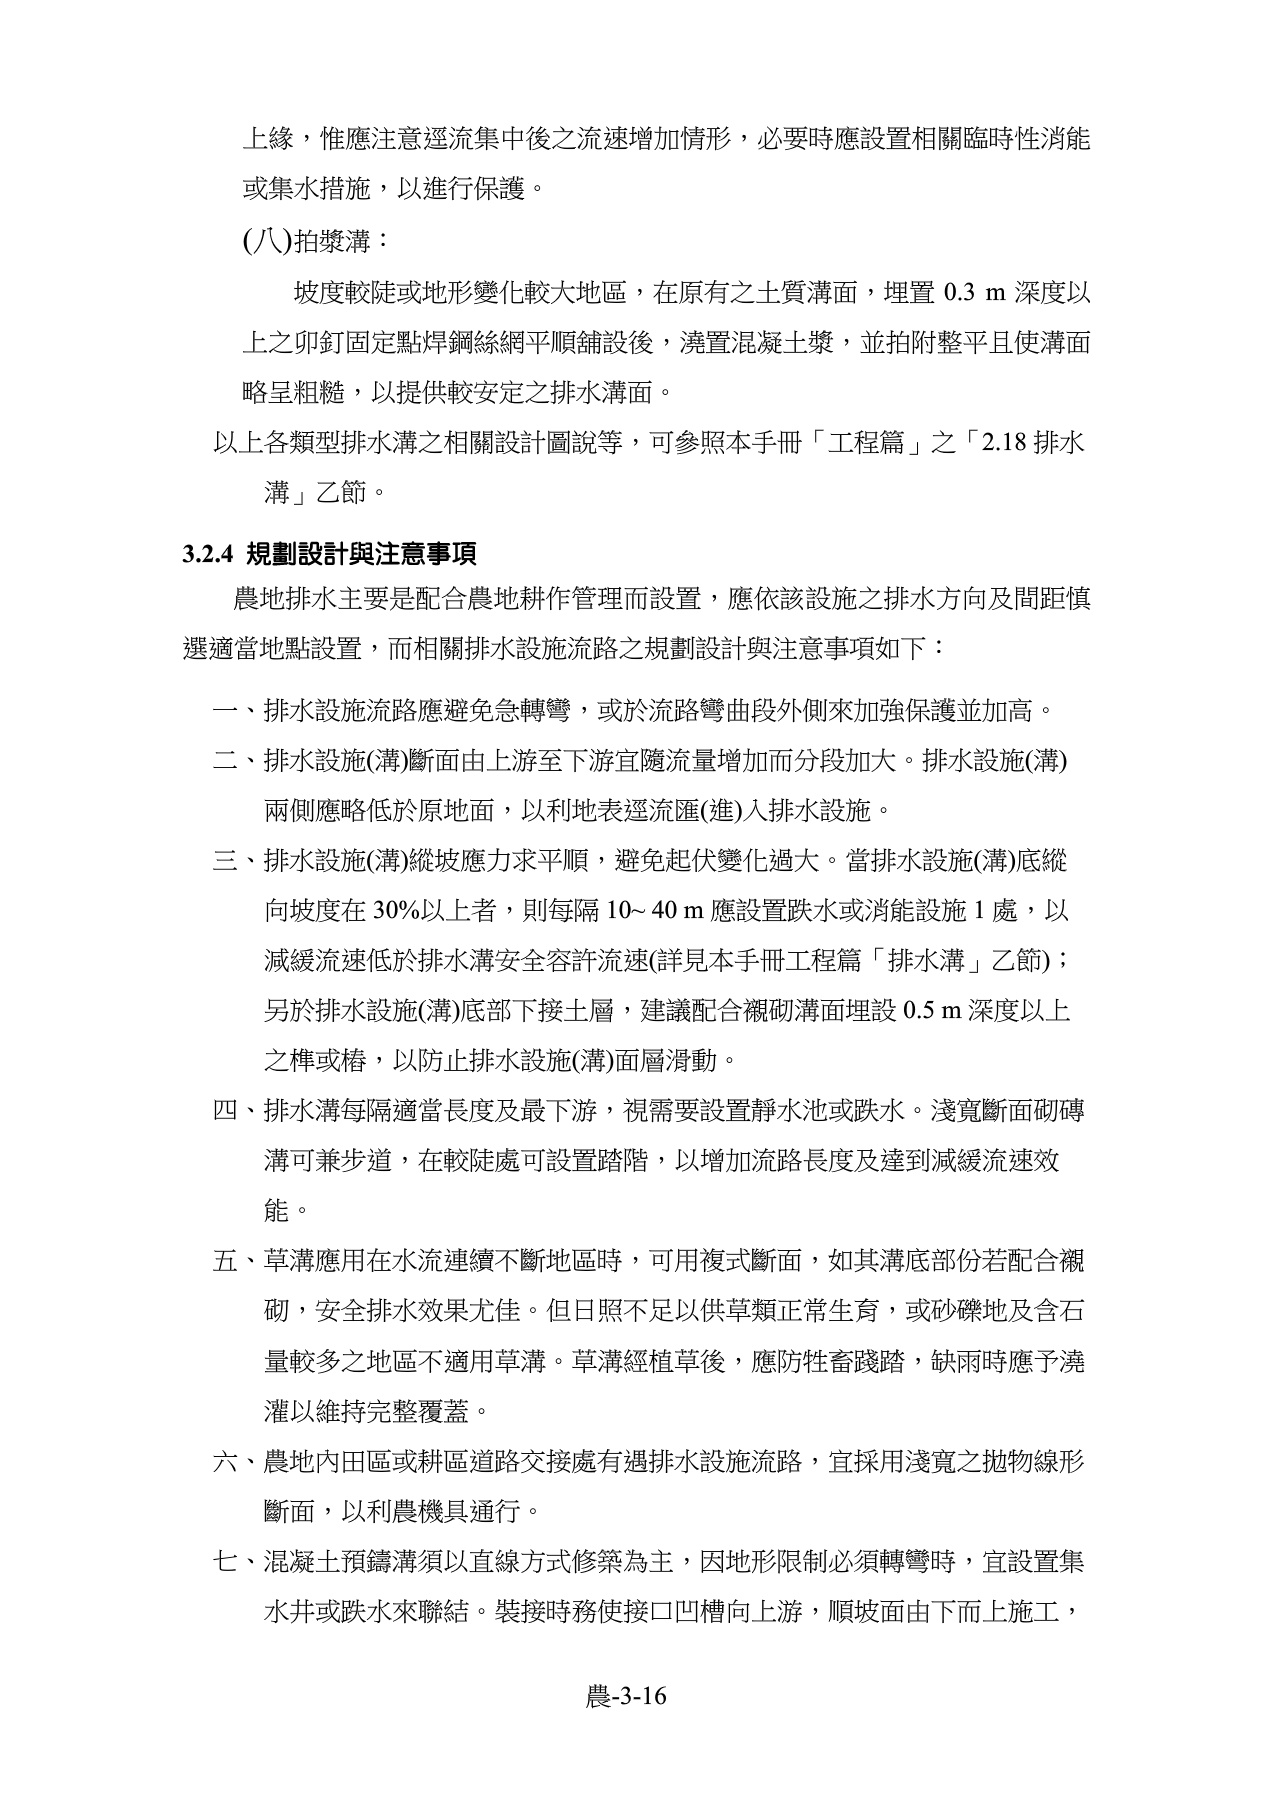 上緣，惟應注意逕流集中後之流速增加情形，必要時應設置相關臨時性消能
或集水措施，以進行保護。
(八)拍漿溝：
坡度較陡或地形變化較大地區，在原有之土質溝面，埋置 0.3 m 深度以
上之卯釘固定點焊鋼絲網平順舖設後，澆置混凝土漿，並拍附整平且使溝面
略呈粗糙，以提供較安定之排水溝面。
以上各類型排水溝之相關設計圖說等，可參照本手冊「工程篇」之「2.18 排水
溝」乙節。
3.2.4 規劃設計與注意事項
農地排水主要是配合農地耕作管理而設置，應依該設施之排水方向及間距慎
選適當地點設置，而相關排水設施流路之規劃設計與注意事項如下：
一、排水設施流路應避免急轉彎，或於流路彎曲段外側來加強保護並加高。
二、排水設施(溝)斷面由上游至下游宜隨流量增加而分段加大。排水設施(溝)
兩側應略低於原地面，以利地表逕流匯(進)入排水設施。
三、排水設施(溝)縱坡應力求平順，避免起伏變化過大。當排水設施(溝)底縱
向坡度在 30%以上者，則每隔 10~ 40 m 應設置跌水或消能設施 1 處，以
減緩流速低於排水溝安全容許流速(詳見本手冊工程篇「排水溝」乙節)；
另於排水設施(溝)底部下接土層，建議配合襯砌溝面埋設 0.5 m 深度以上
之榫或樁，以防止排水設施(溝)面層滑動。
四、排水溝每隔適當長度及最下游，視需要設置靜水池或跌水。淺寬斷面砌磚
溝可兼步道，在較陡處可設置踏階，以增加流路長度及達到減緩流速效
能。
五、草溝應用在水流連續不斷地區時，可用複式斷面，如其溝底部份若配合襯
砌，安全排水效果尤佳。但日照不足以供草類正常生育，或砂礫地及含石
量較多之地區不適用草溝。草溝經植草後，應防牲畜踐踏，缺雨時應予澆
灌以維持完整覆蓋。
六、農地內田區或耕區道路交接處有遇排水設施流路，宜採用淺寬之拋物線形
斷面，以利農機具通行。
七、混凝土預鑄溝須以直線方式修築為主，因地形限制必須轉彎時，宜設置集
水井或跌水來聯結。裝接時務使接口凹槽向上游，順坡面由下而上施工，
農-3-16